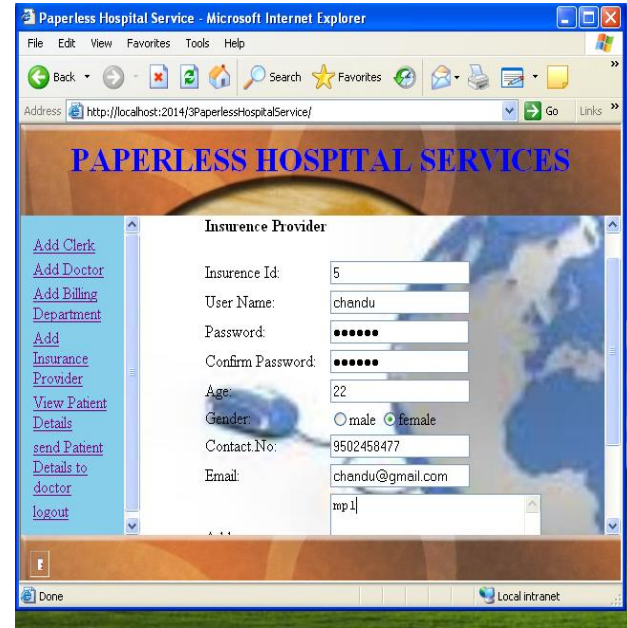 Paperless Hospital Service - Microsoft Internet Explorer
File Edit View Favorites Tools Help
Back Search Favorites
Address http://localhost:2014/3PaperlessHospitalService/ Go Links
PAPERLESS HOSPITAL SERVICES
Add Clerk
Add Doctor
Add Billing
Department
Add
Insurance
Provider
View Patient
Details
send Patient
Details to
doctor
logout
Insurence Provider
Insurence Id: 5
User Name: chandu
Password: ●●●●●●
Confirm Password: ●●●●●●
Age: 22
Gender: male female
Contact.No: 9502458477
Email: chandu@gmail.com
mp1
Done Local intranet